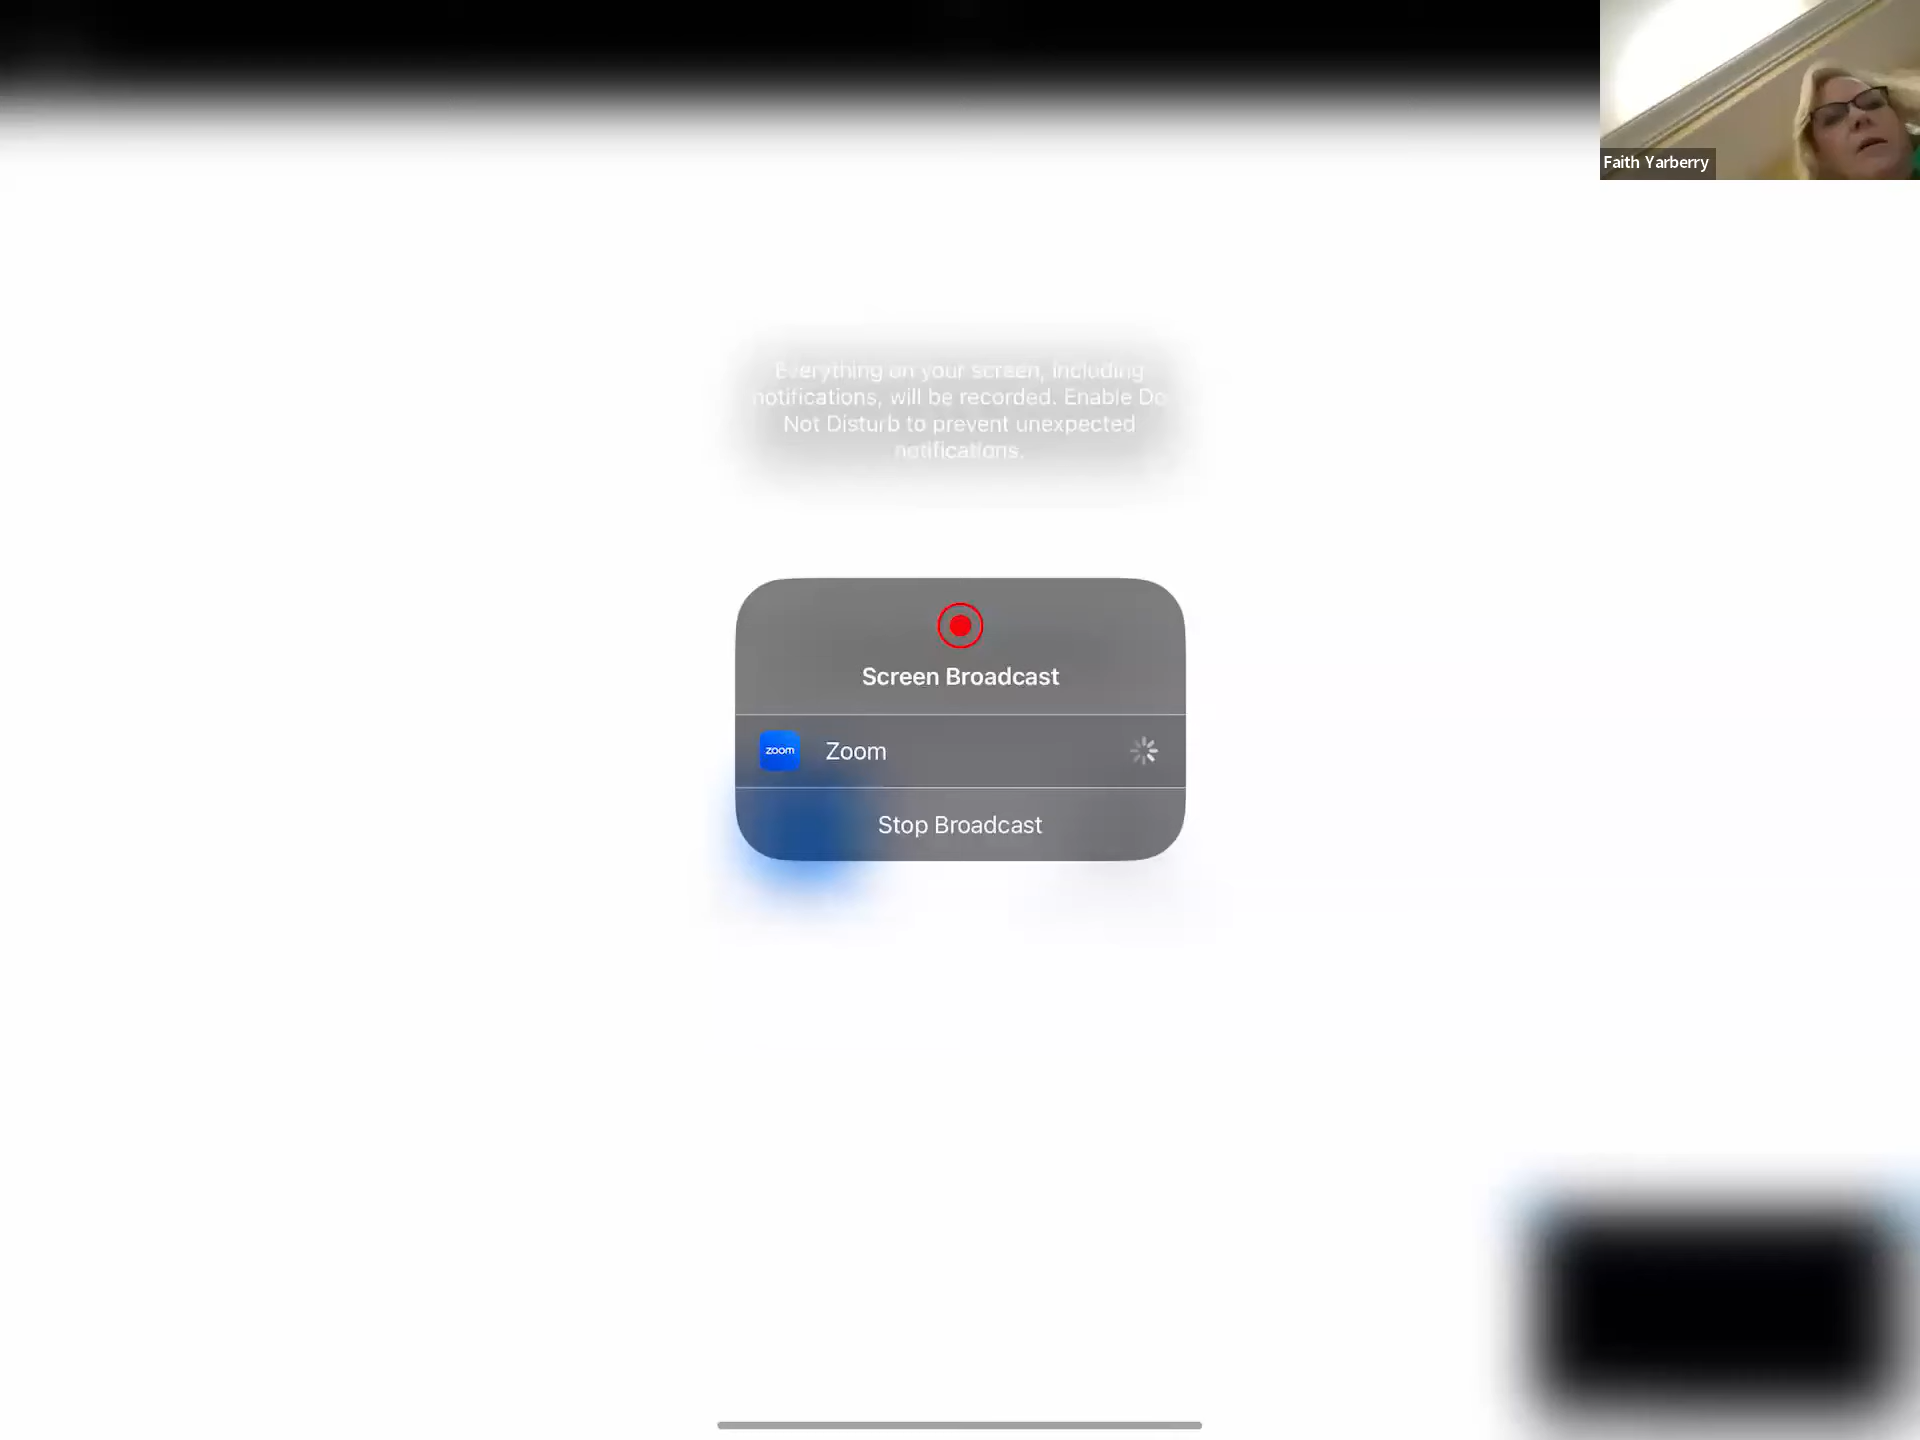 Faith Yarberry
Everything on your screen, including
notifications, will be recorded. Enable Do
Not Disturb to prevent unexpected
notifications.
Screen Broadcast
zoom
Zoom
Stop Broadcast